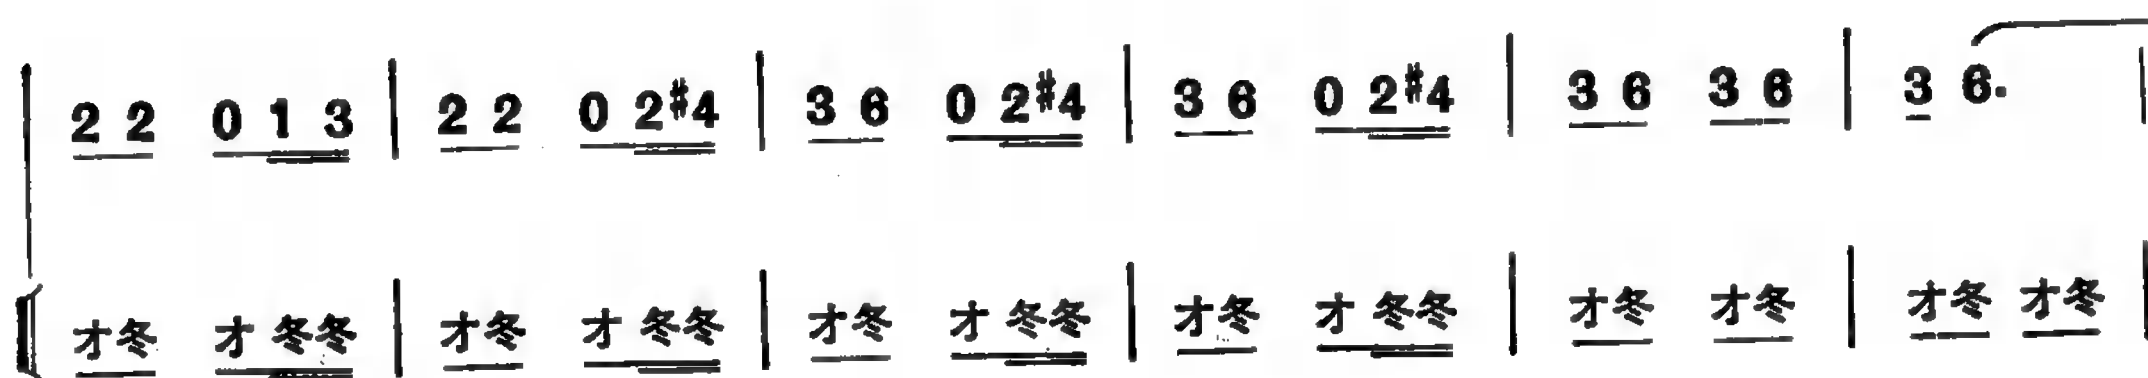 2 2 0 1 3 | 2 2 0 2 #4 | 3 6 0 2 #4 | 3 6 0 2 #4 | 3 6 3 6 | 3 6. |
才冬 才 冬冬 | 才冬 才 冬冬 | 才冬 才 冬冬 | 才冬 才 冬冬 | 才冬 才冬 | 才冬 才冬 |